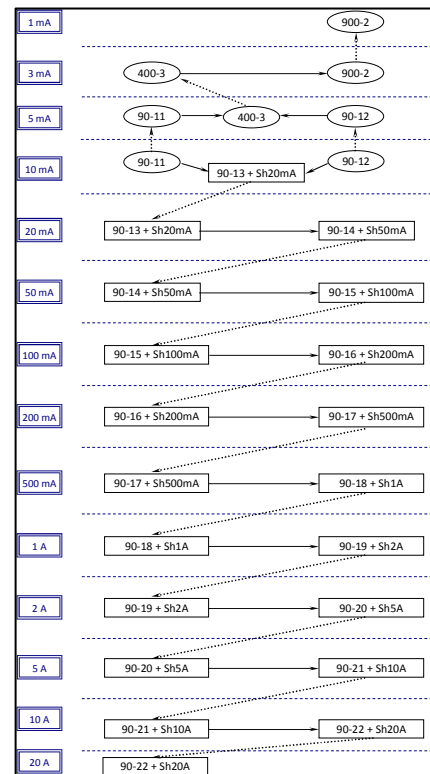 1 mA
900-2
3 mA
400-3
900-2
5 mA
90-11
400-3
90-12
10 mA
90-11
90-13 + Sh20mA
90-12
20 mA
90-13 + Sh20mA
90-14 + Sh50mA
50 mA
90-14 + Sh50mA
90-15 + Sh100mA
100 mA
90-15 + Sh100mA
90-16 + Sh200mA
200 mA
90-16 + Sh200mA
90-17 + Sh500mA
500 mA
90-17 + Sh500mA
90-18 + Sh1A
1 A
90-18 + Sh1A
90-19 + Sh2A
2 A
90-19 + Sh2A
90-20 + Sh5A
5 A
90-20 + Sh5A
90-21 + Sh10A
10 A
90-21 + Sh10A
90-22 + Sh20A
20 A
90-22 + Sh20A